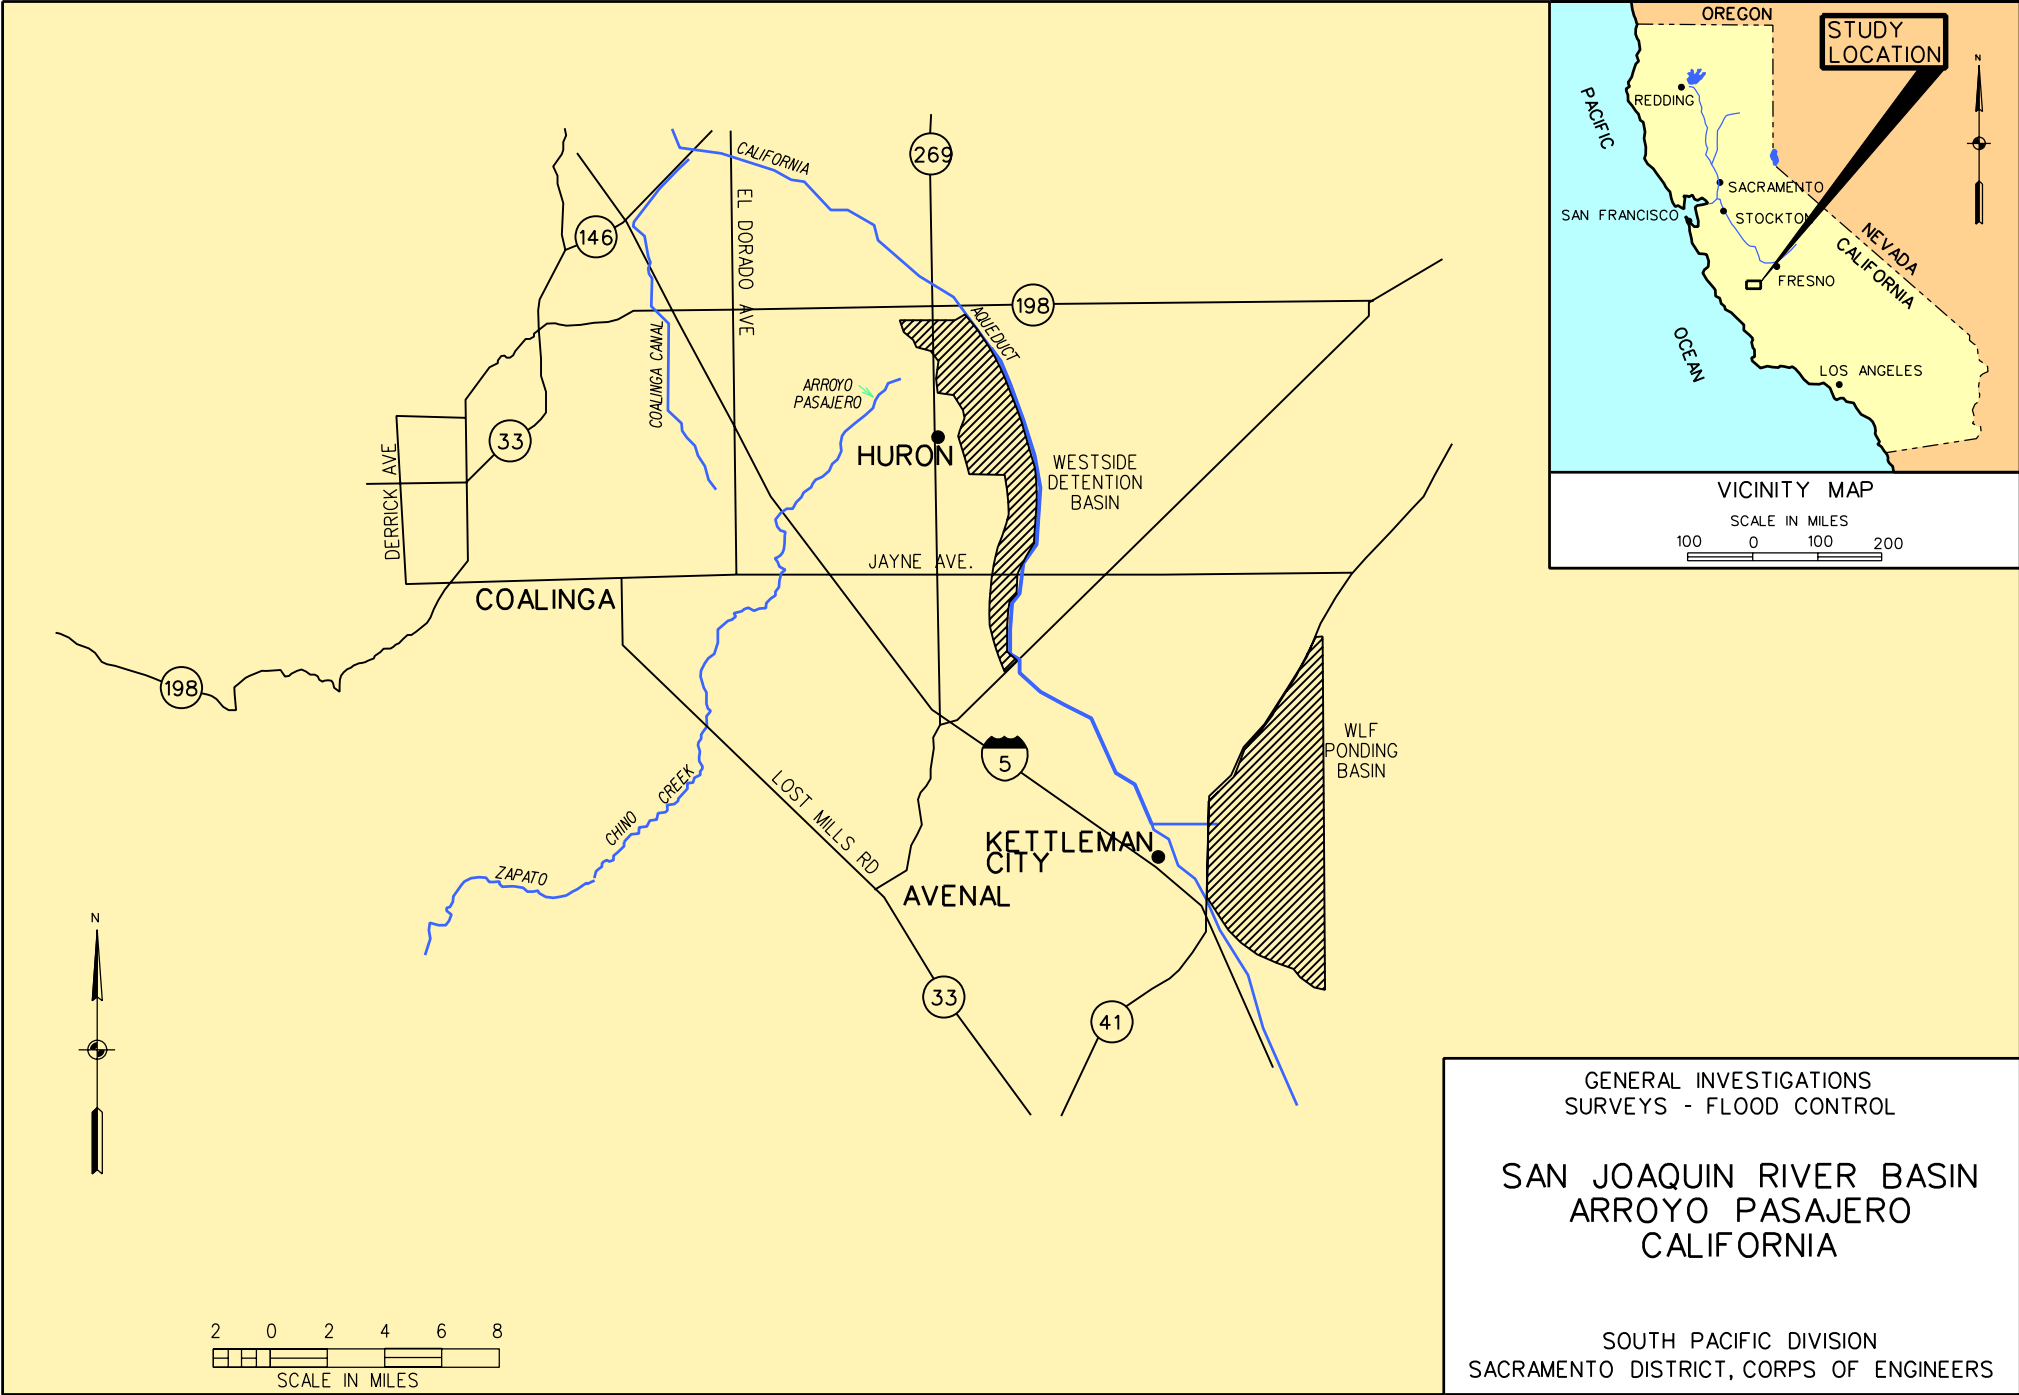 OREGON
STUDY
LOCATION
N
REDDING
PACIFIC
SACRAMENTO
SAN FRANCISCO
STOCKTON
NEVADA
CALIFORNIA
FRESNO
OCEAN
LOS ANGELES
VICINITY MAP
SCALE IN MILES
100 0 100 200
CALIFORNIA
269
146
EL DORADO AVE
198
AQUEDUCT
COALINGA CANAL
ARROYO
PASAJERO
33
HURON
DERRICK AVE
WESTSIDE
DETENTION
BASIN
JAYNE AVE.
COALINGA
198
WLF
PONDING
BASIN
5
LOST MILLS RD
CREEK
CHINO
ZAPATO
KETTLEMAN
CITY
AVENAL
N
33
41
2 0 2 4 6 8
SCALE IN MILES
GENERAL INVESTIGATIONS
SURVEYS - FLOOD CONTROL
SAN JOAQUIN RIVER BASIN
ARROYO PASAJERO
CALIFORNIA
SOUTH PACIFIC DIVISION
SACRAMENTO DISTRICT, CORPS OF ENGINEERS